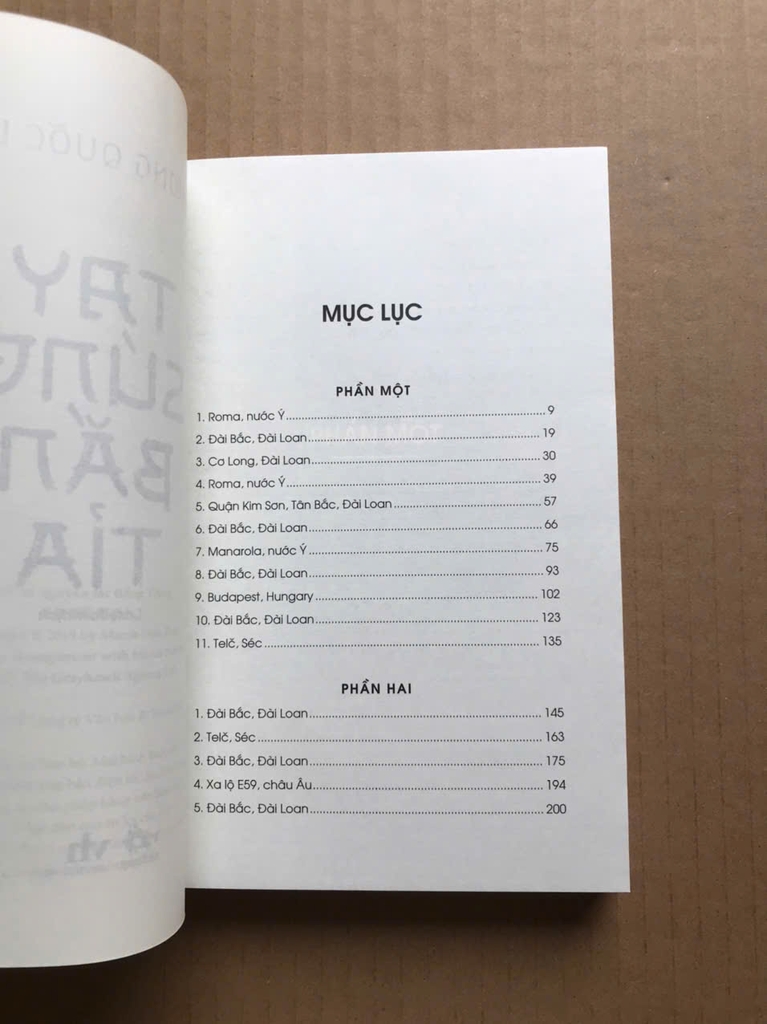 TAY
SÚNG
BẮN
TỈA
MỤC LỤC
PHẦN MỘT
1. Roma, nước Ý 9
2. Đài Bắc, Đài Loan 19
3. Cơ Long, Đài Loan 30
4. Roma, nước Ý 39
5. Quận Kim Sơn, Tân Bắc, Đài Loan 57
6. Đài Bắc, Đài Loan 66
7. Manarola, nước Ý 75
8. Đài Bắc, Đài Loan 93
9. Budapest, Hungary 102
10. Đài Bắc, Đài Loan 123
11. Telč, Séc 135
PHẦN HAI
1. Đài Bắc, Đài Loan 145
2. Telč, Séc 163
3. Đài Bắc, Đài Loan 175
4. Xa lộ E59, châu Âu 194
5. Đài Bắc, Đài Loan 200